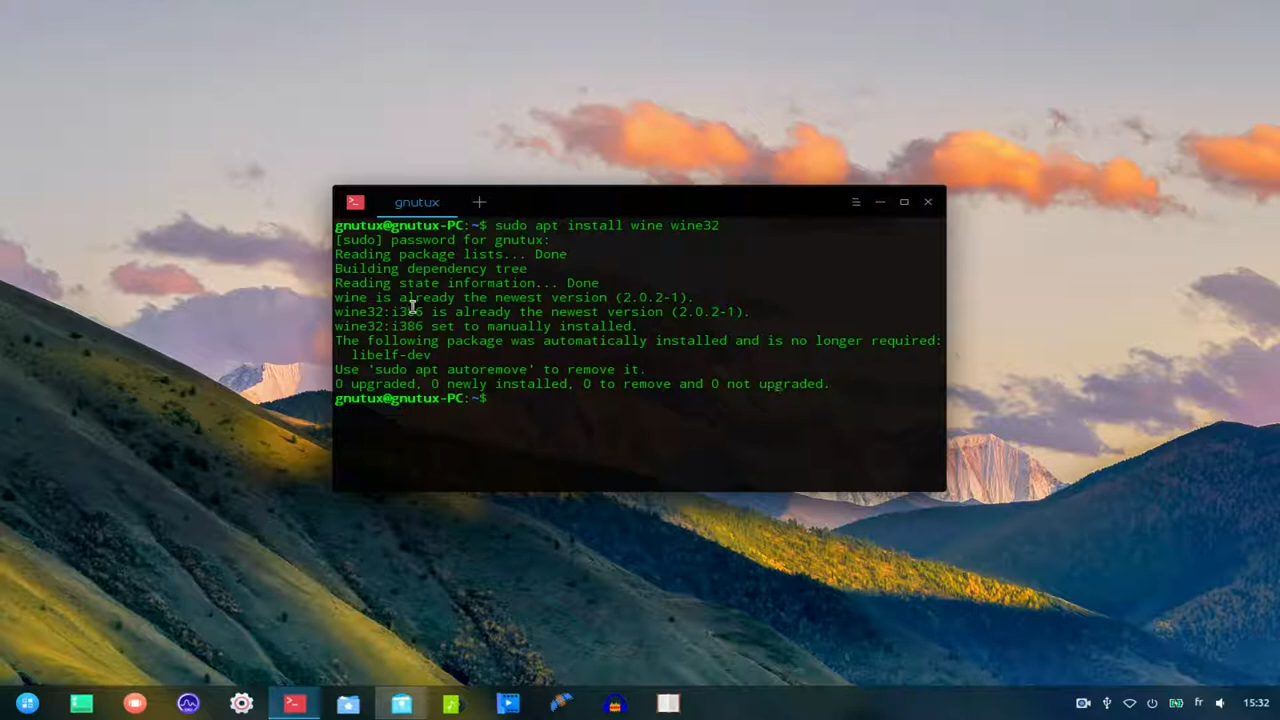 gnutux
gnutux@gnutux-PC:~$ sudo apt install wine wine32
[sudo] password for gnutux:
Reading package lists... Done
Building dependency tree
Reading state information... Done
wine is already the newest version (2.0.2-1).
wine32:i386 is already the newest version (2.0.2-1).
wine32:i386 set to manually installed.
The following package was automatically installed and is no longer required:
  libelf-dev
Use 'sudo apt autoremove' to remove it.
0 upgraded, 0 newly installed, 0 to remove and 0 not upgraded.
gnutux@gnutux-PC:~$
fr
15:32